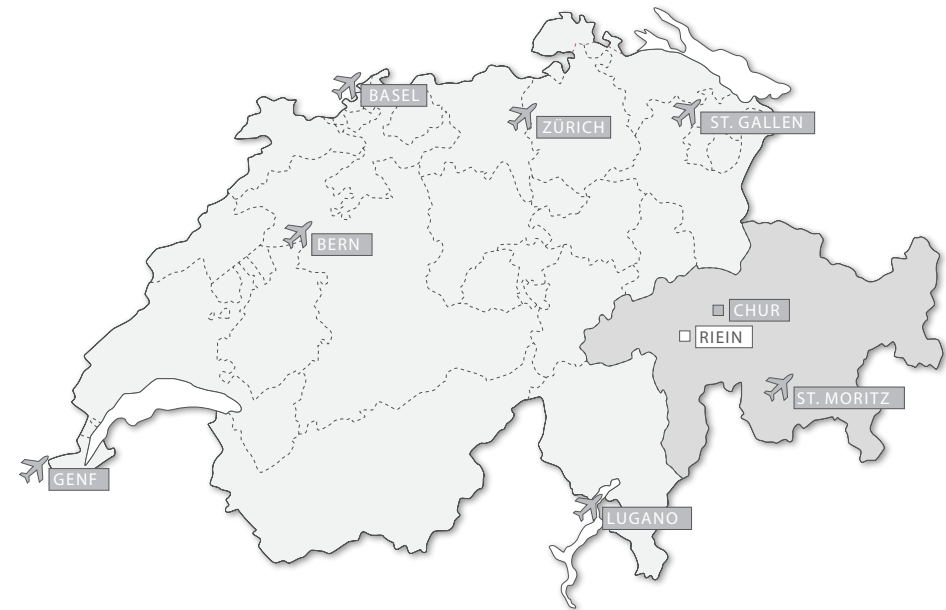 BASEL
ZÜRICH
ST. GALLEN
BERN
CHUR
RIEIN
ST. MORITZ
GENF
LUGANO